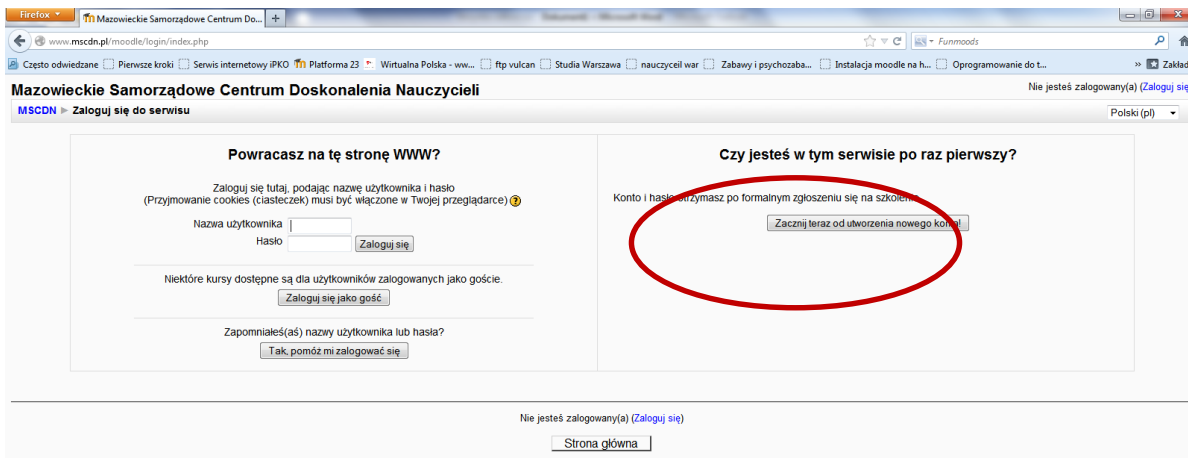 Firefox
Mazowieckie Samorządowe Centrum Do...
www.mscdn.pl/moodle/login/index.php
Funmoods
Często odwiedzane Pierwsze kroki Serwis internetowy iPKO Platforma 23 Wirtualna Polska - ww... ftp vulcan Studia Warszawa nauczyceil war Zabawy i psychozaba... Instalacja moodle na h... Oprogramowanie do t... » Zakład
Mazowieckie Samorządowe Centrum Doskonalenia Nauczycieli
Nie jesteś zalogowany(a) (Zaloguj się
MSCDN ► Zaloguj się do serwisu
Polski (pl)
Powracasz na tę stronę WWW?
Zaloguj się tutaj, podając nazwę użytkownika i hasło
(Przyjmowanie cookies (ciasteczek) musi być włączone w Twojej przeglądarce)
Nazwa użytkownika
Hasło
Zaloguj się
Niektóre kursy dostępne są dla użytkowników zalogowanych jako goście.
Zaloguj się jako gość
Zapomniałeś(aś) nazwy użytkownika lub hasła?
Tak, pomóż mi zalogować się
Czy jesteś w tym serwisie po raz pierwszy?
Konto i hasło otrzymasz po formalnym zgłoszeniu się na szkolenie
Zacznij teraz od utworzenia nowego konta!
Nie jesteś zalogowany(a) (Zaloguj się)
Strona główna